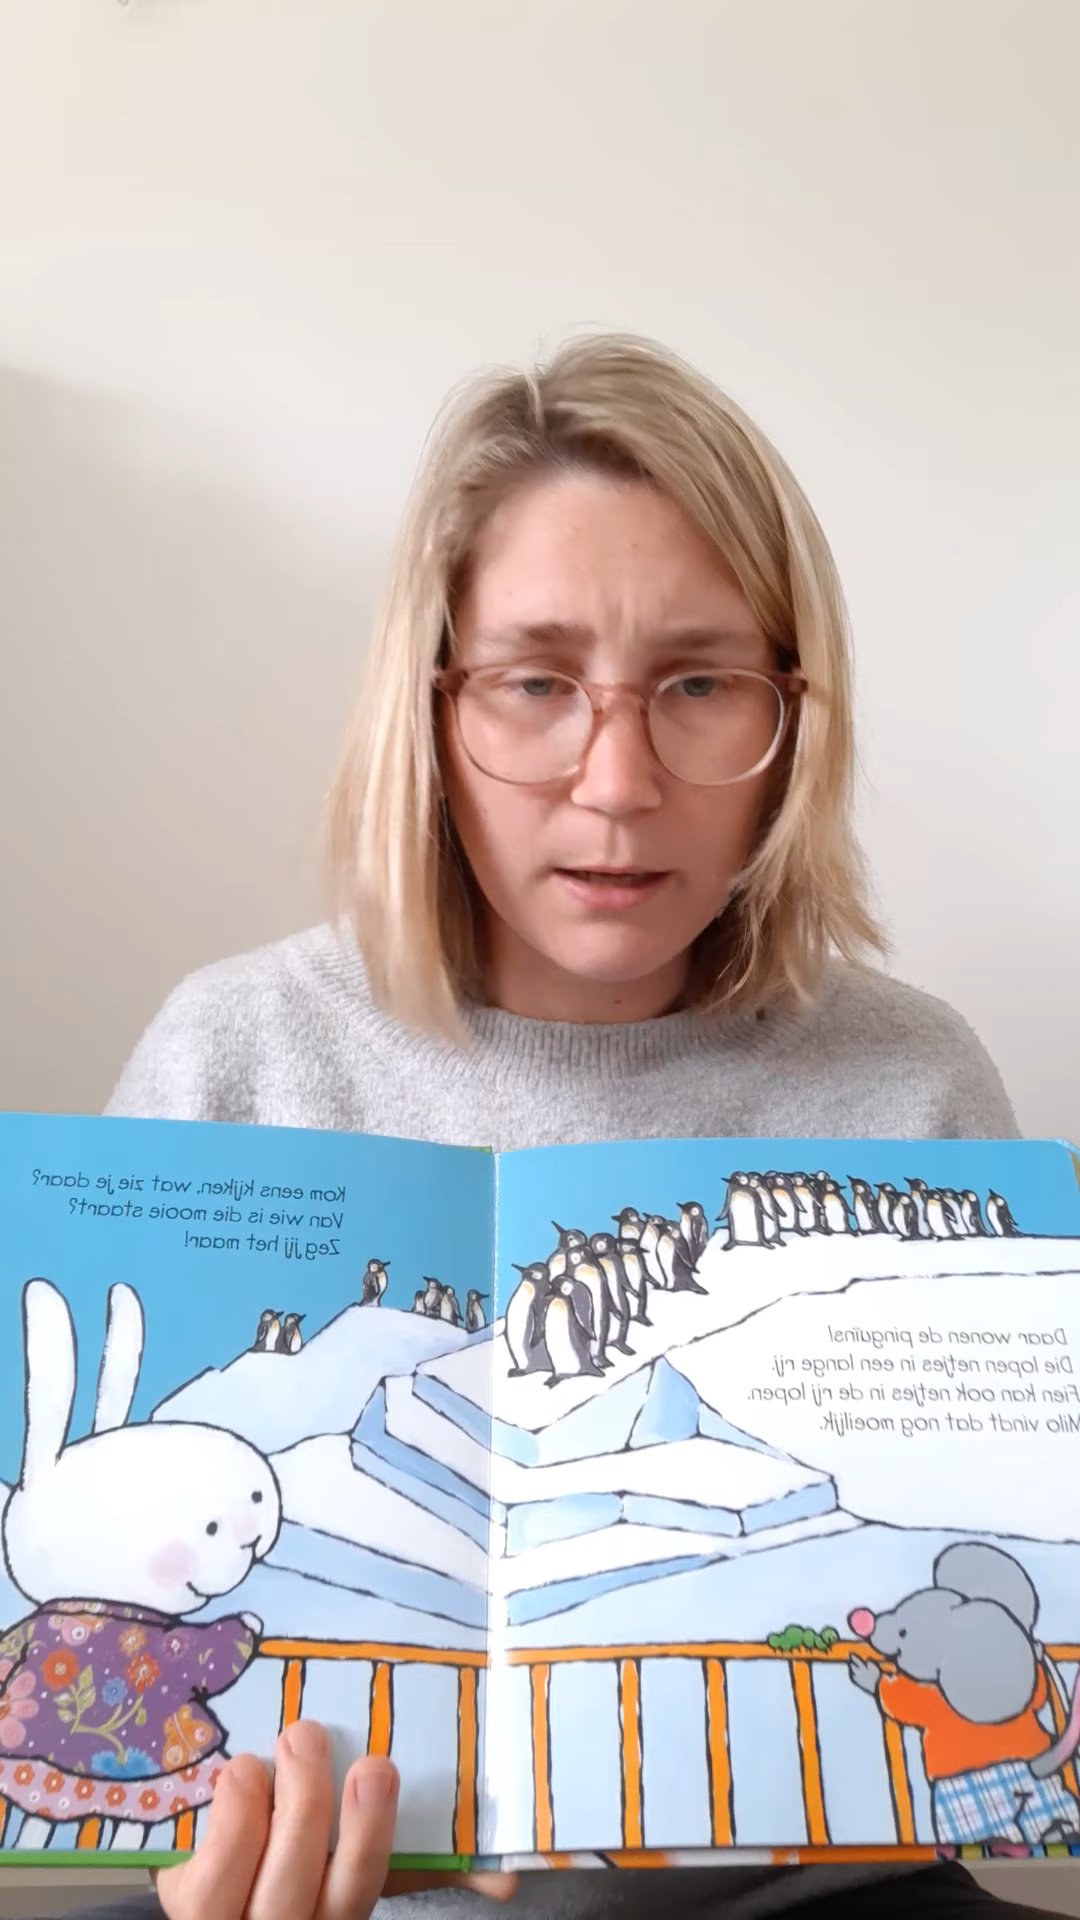 Kom eens kijken, wat zie je daar?
Van wie is die mooie staart?
Zeg jij het maar!
Daar wonen de pinguïns!
Die lopen netjes in een lange rij.
Fien kan ook netjes in de rij lopen.
Milo vindt dat nog moeilijk.